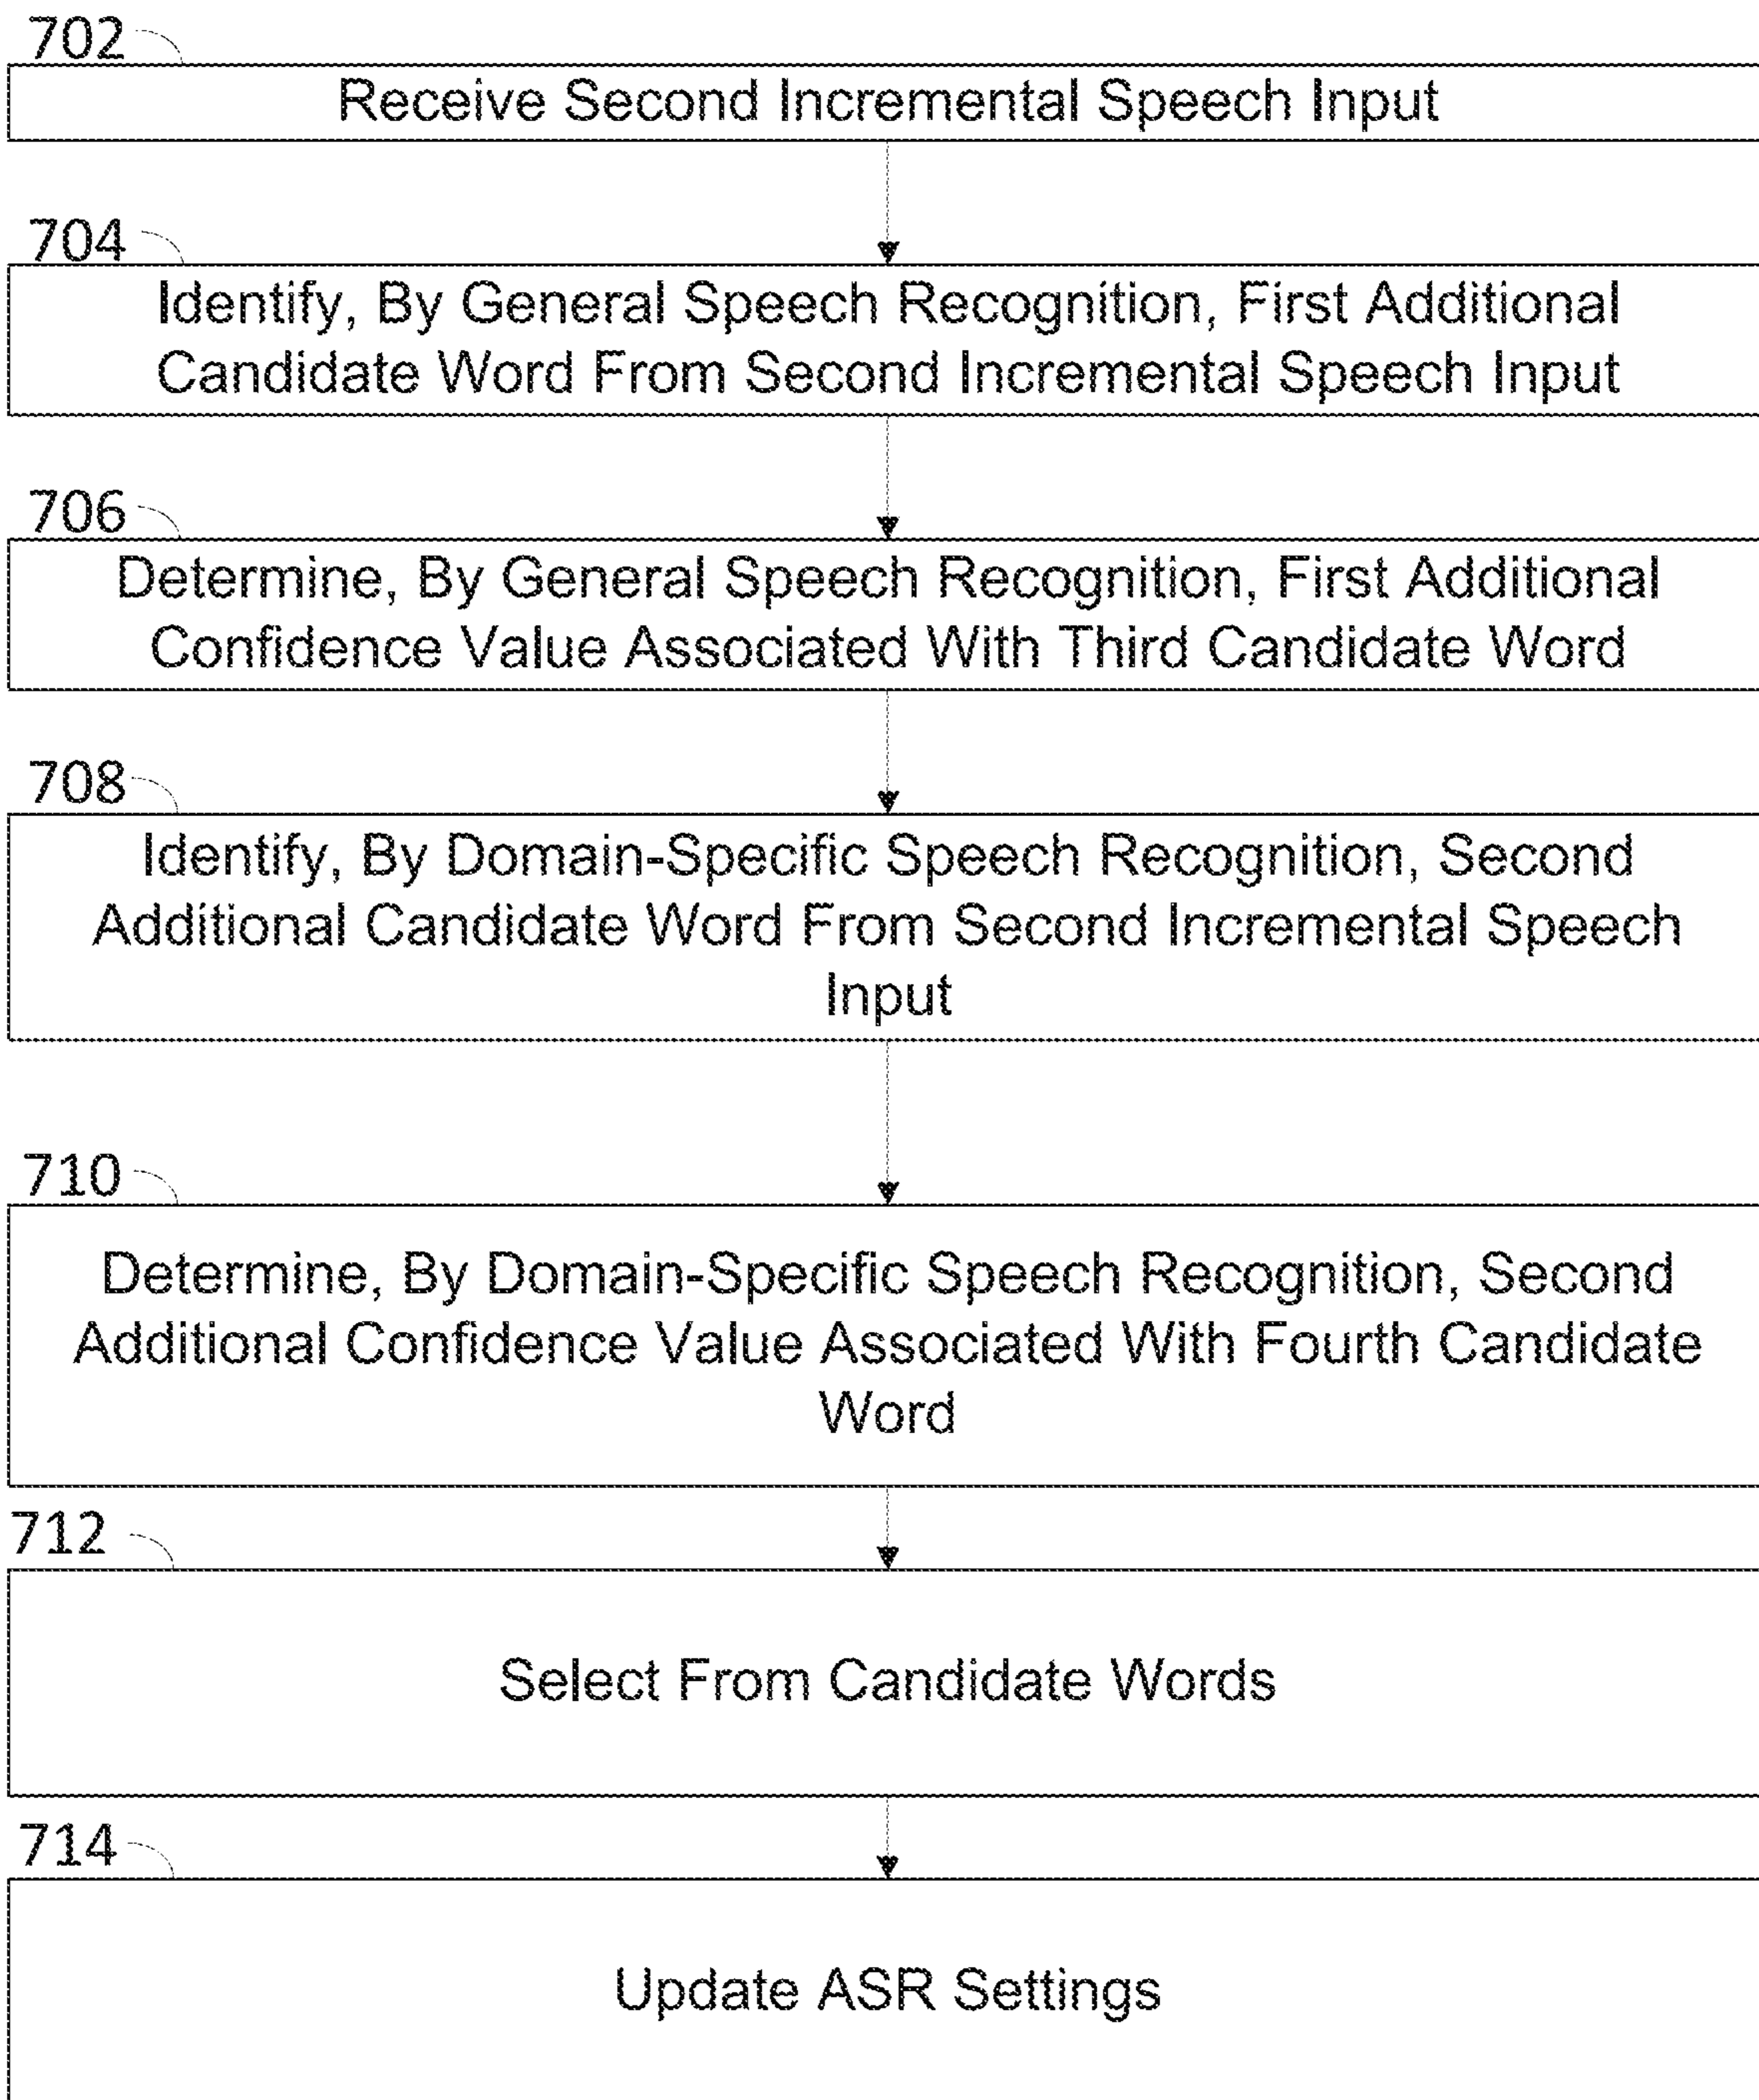 702
Receive Second Incremental Speech Input
704
Identify, By General Speech Recognition, First Additional
Candidate Word From Second Incremental Speech Input
706
Determine, By General Speech Recognition, First Additional
Confidence Value Associated With Third Candidate Word
708
Identify, By Domain-Specific Speech Recognition, Second
Additional Candidate Word From Second Incremental Speech
Input
710
Determine, By Domain-Specific Speech Recognition, Second
Additional Confidence Value Associated With Fourth Candidate
Word
712
Select From Candidate Words
714
Update ASR Settings